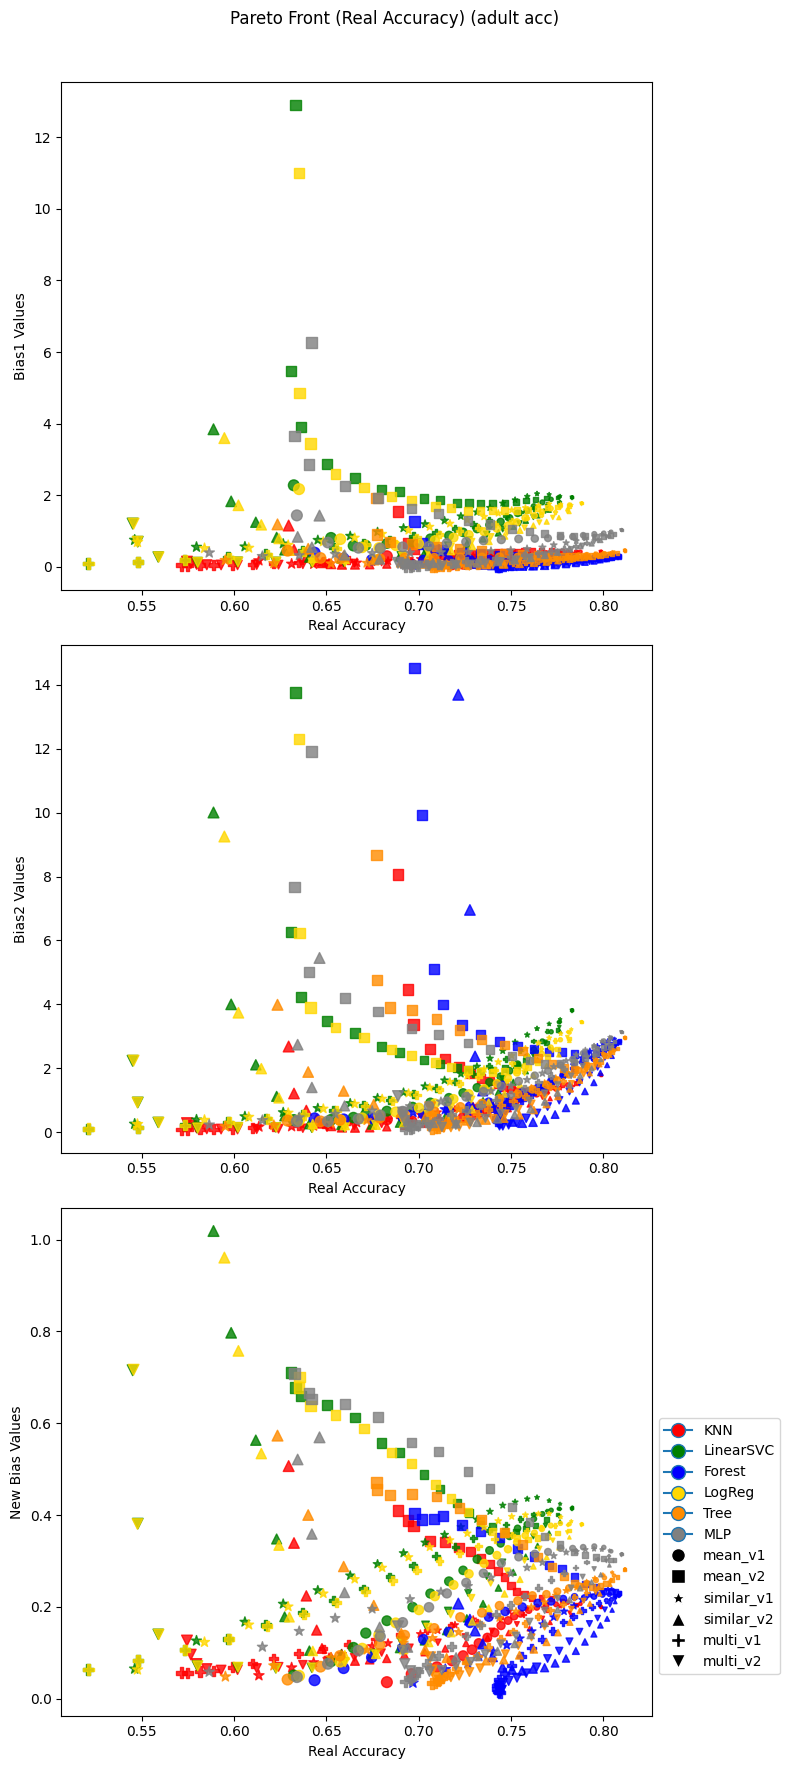 Pareto Front (Real Accuracy) (adult acc)
12
10
8
6
4
2
0
Bias1 Values
0.55 0.60 0.65 0.70 0.75 0.80
Real Accuracy
14
12
10
8
6
4
2
0
Bias2 Values
0.55 0.60 0.65 0.70 0.75 0.80
Real Accuracy
1.0
0.8
0.6
0.4
0.2
0.0
New Bias Values
0.55 0.60 0.65 0.70 0.75 0.80
Real Accuracy
KNN
LinearSVC
Forest
LogReg
Tree
MLP
mean_v1
mean_v2
similar_v1
similar_v2
multi_v1
multi_v2